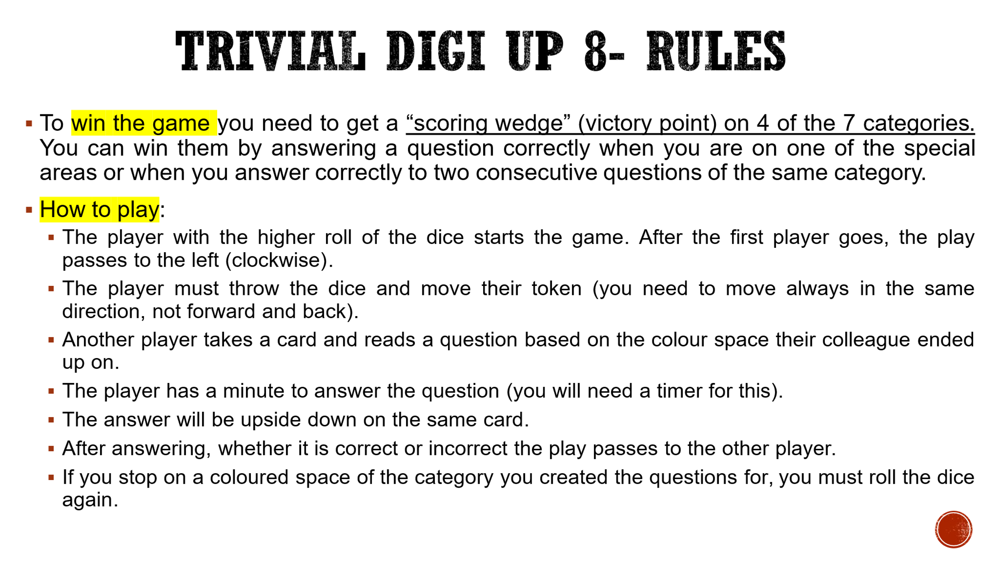 TRIVIAL DIGI UP 8- RULES
▪ To win the game you need to get a “scoring wedge” (victory point) on 4 of the 7 categories.
You can win them by answering a question correctly when you are on one of the special
areas or when you answer correctly to two consecutive questions of the same category.
▪ How to play:
▪ The player with the higher roll of the dice starts the game. After the first player goes, the play
passes to the left (clockwise).
▪ The player must throw the dice and move their token (you need to move always in the same
direction, not forward and back).
▪ Another player takes a card and reads a question based on the colour space their colleague ended
up on.
▪ The player has a minute to answer the question (you will need a timer for this).
▪ The answer will be upside down on the same card.
▪ After answering, whether it is correct or incorrect the play passes to the other player.
▪ If you stop on a coloured space of the category you created the questions for, you must roll the dice
again.